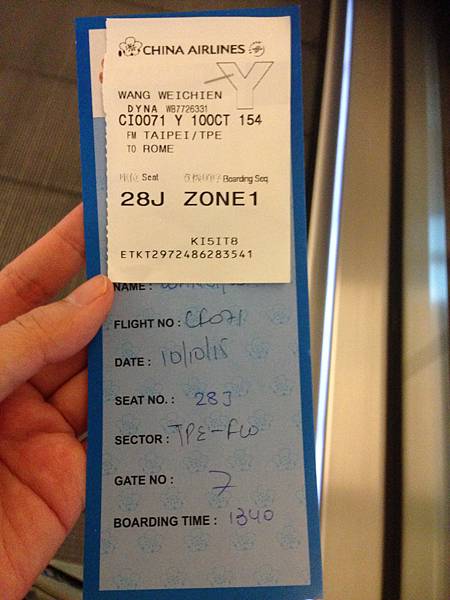 CHINA AIRLINES
Y
WANG WEICHIEN
DYNA WB7726331
CI0071 Y 10OCT 154
FM TAIPEI/TPE
TO ROME
Seat Boarding Seq
28J ZONE1
KI5IT8
ETKT2972486283541
NAME :
FLIGHT NO : CI071
DATE : 10/10/15
SEAT NO. : 28J
SECTOR : TPE-FCO
GATE NO : 7
BOARDING TIME : 1340